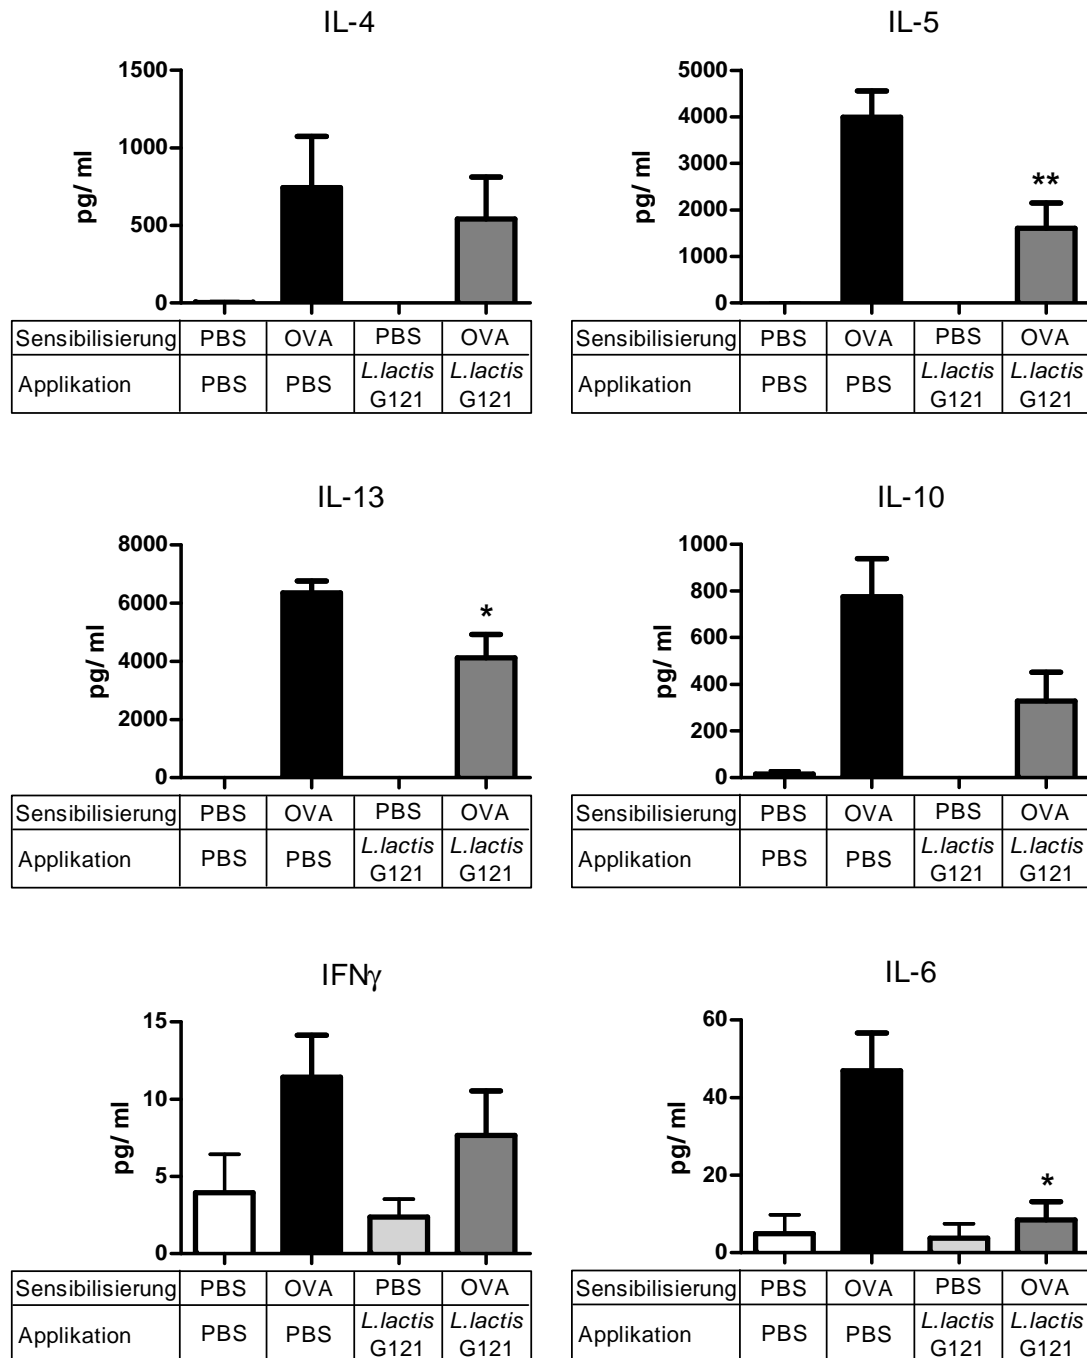 IL-4
1500
1000
500
0
pg/ ml
Sensibilisierung PBS OVA PBS OVA
Applikation PBS PBS L.lactis G121 L.lactis G121
IL-5
5000
4000
3000
2000
1000
0
pg/ ml
**
Sensibilisierung PBS OVA PBS OVA
Applikation PBS PBS L.lactis G121 L.lactis G121
IL-13
8000
6000
4000
2000
0
pg/ ml
*
Sensibilisierung PBS OVA PBS OVA
Applikation PBS PBS L.lactis G121 L.lactis G121
IL-10
1000
800
600
400
200
0
pg/ ml
Sensibilisierung PBS OVA PBS OVA
Applikation PBS PBS L.lactis G121 L.lactis G121
IFNγ
15
10
5
0
pg/ ml
Sensibilisierung PBS OVA PBS OVA
Applikation PBS PBS L.lactis G121 L.lactis G121
IL-6
60
40
20
0
pg/ ml
*
Sensibilisierung PBS OVA PBS OVA
Applikation PBS PBS L.lactis G121 L.lactis G121